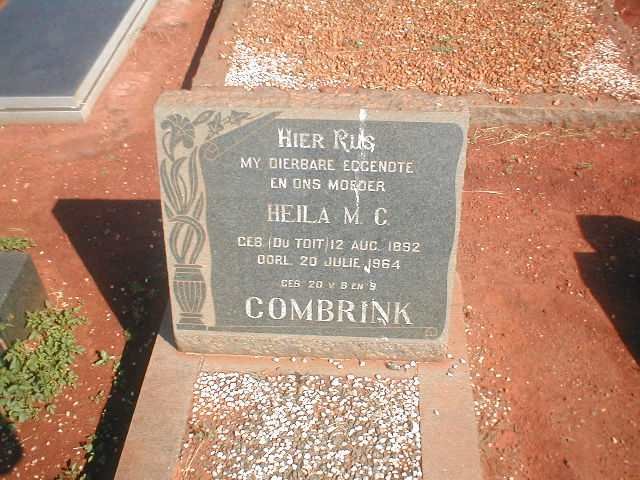 HIER RUS
MY DIERBARE EGGENOTE
EN ONS MOEDER
HEILA M. C.
GEB (DU TOIT) 12 AUG. 1892
OORL. 20 JULIE 1964
GES 20 V 8 EN 9
COMBRINK